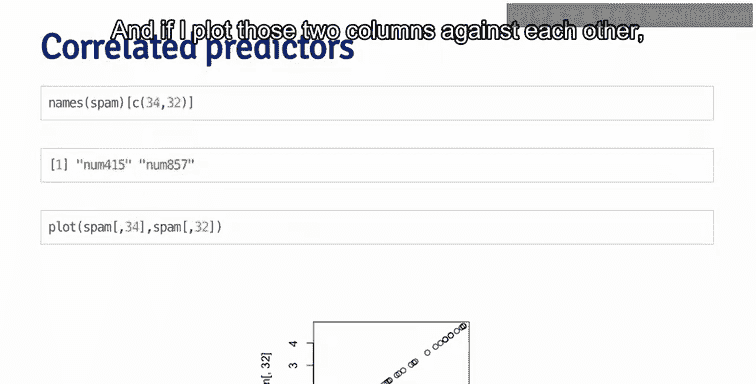 And if I plot those two columns against each other,
Correlated predictors
names(spam)[c(34,32)]
[1] "num415" "num857"
plot(spam[,34],spam[,32])
4
3
m[, 32]